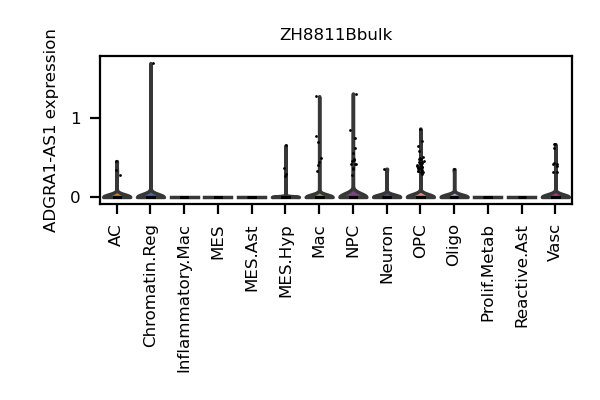 ZH8811Bbulk
ADGRA1-AS1 expression
1
0
AC
Chromatin.Reg
Inflammatory.Mac
MES
MES.Ast
MES.Hyp
Mac
NPC
Neuron
OPC
Oligo
Prolif.Metab
Reactive.Ast
Vasc